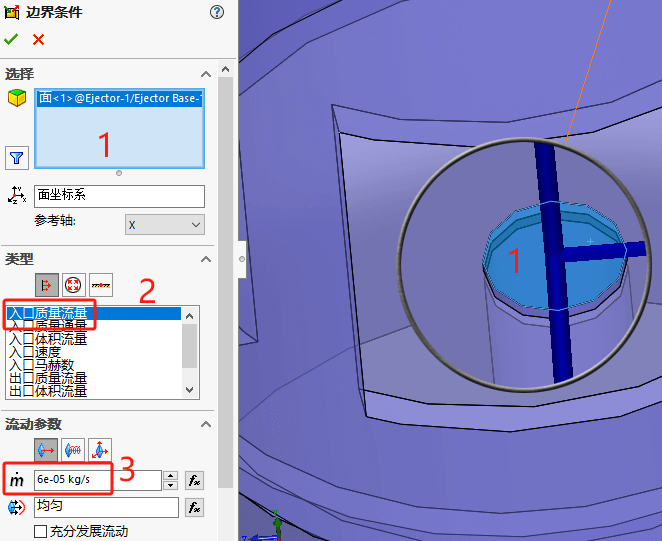 边界条件
选择
面<1>@Ejector-1/Ejector Base-1
1
面坐标系
参考轴:
X
类型
2
入口质量流量
入口质量通量
入口体积流量
入口速度
入口马赫数
出口质量流量
出口体积流量
流动参数
3
ṁ
6e-05 kg/s
fx
均匀
fx
充分发展流动
1